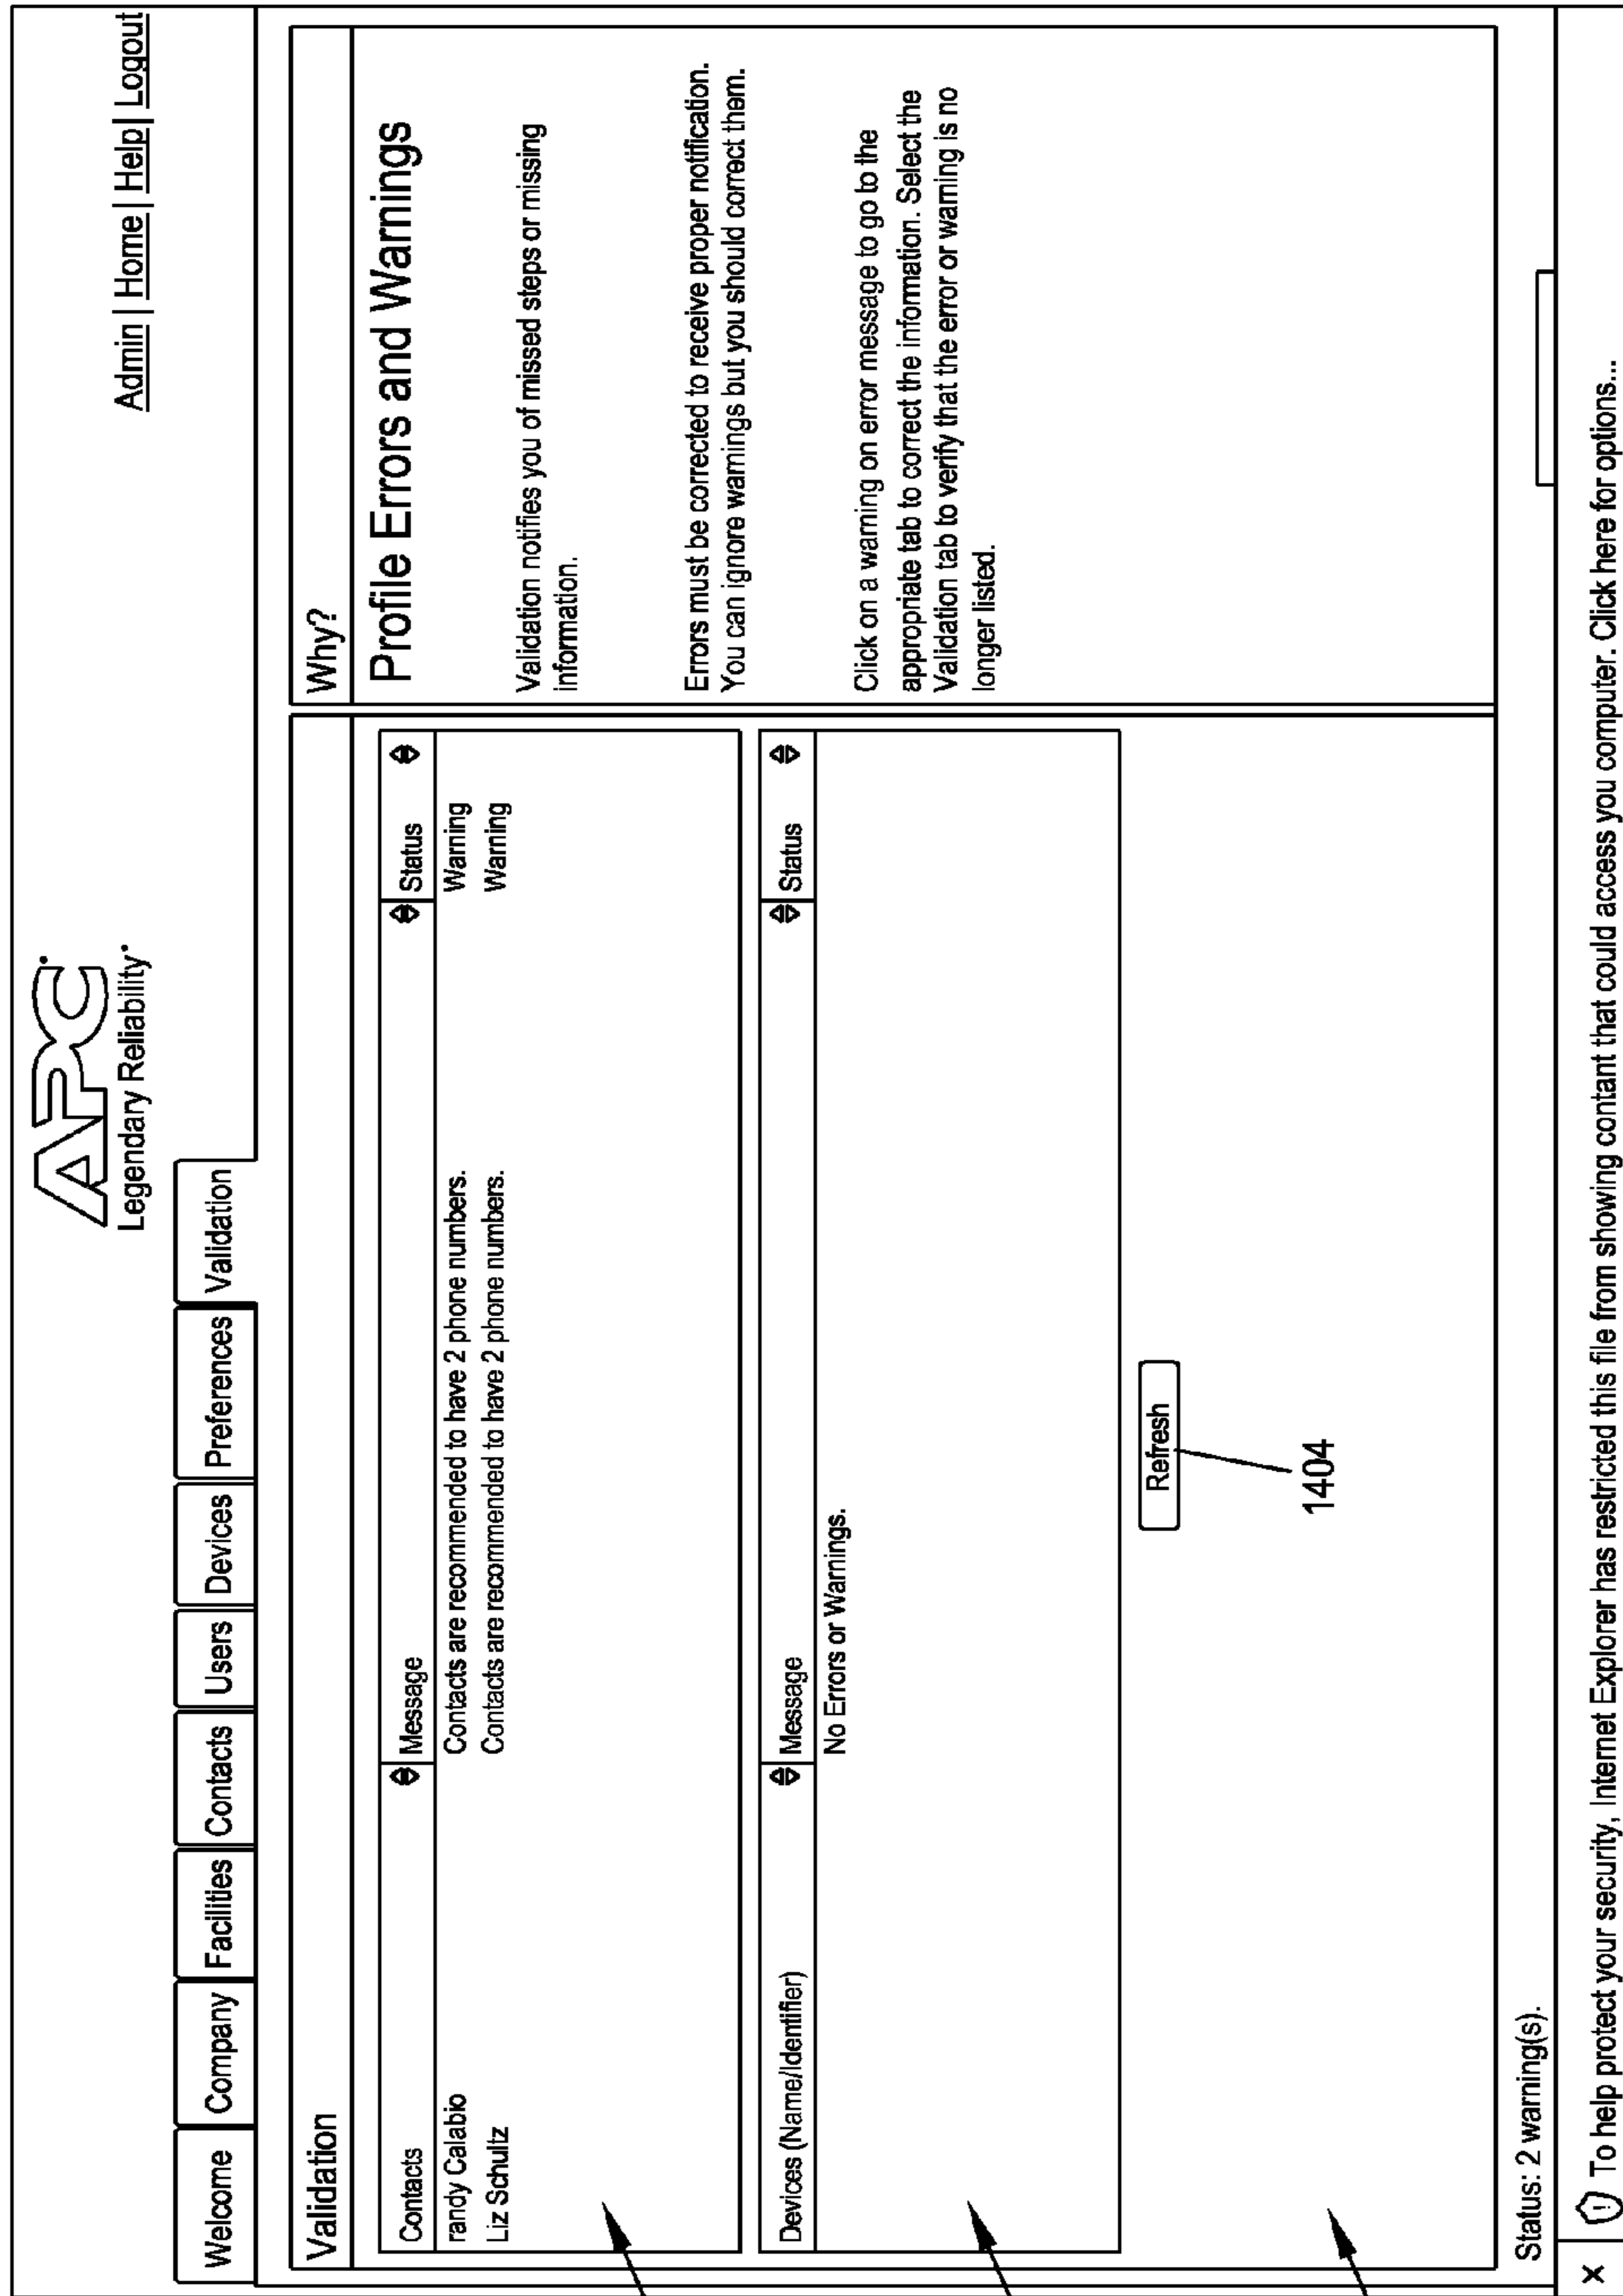 APC
Legendary Reliability
Admin | Home | Help | Logout
Welcome Company Facilities Contacts Users Devices Preferences Validation
Validation
Contacts Message Status
randy Calabio Contacts are recommended to have 2 phone numbers. Warning
Liz Schultz Contacts are recommended to have 2 phone numbers. Warning
Devices (Name/Identifier) Message Status
No Errors or Warnings.
Refresh
1404
Why?
Profile Errors and Warnings
Validation notifies you of missed steps or missing
information.
Errors must be corrected to receive proper notification.
You can ignore warnings but you should correct them.
Click on a warning on error message to go to the
appropriate tab to correct the information. Select the
Validation tab to verify that the error or warning is no
longer listed.
Status: 2 warning(s).
x ! To help protect your security, Internet Explorer has restricted this file from showing contant that could access you computer. Click here for options...